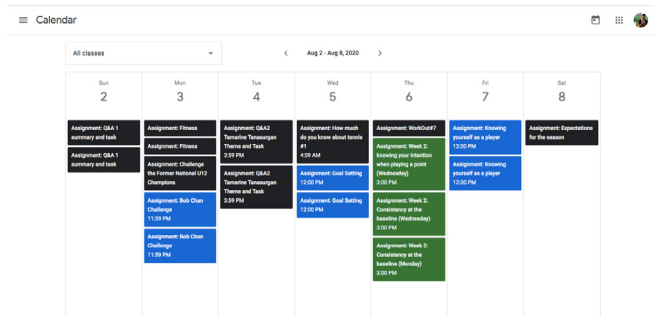 Calendar
All classes
Aug 2 - Aug 8, 2020
Sun
2
Mon
3
Tue
4
Wed
5
Thu
6
Fri
7
Sat
8
Assignment: Q&A 1
summary and task
Assignment: Q&A 1
summary and task
Assignment: Fitness
Assignment: Fitness
Assignment: Challenge
the Former National U12
Champions
Assignment: Bob Chan
Challenge
11:59 PM
Assignment: Bob Chan
Challenge
11:59 PM
Assignment: Q&A2
Tamarine Tanasurgan
Theme and Task
3:59 PM
Assignment: Q&A2
Tamarine Tanasurgan
Theme and Task
3:59 PM
Assignment: How much
do you know about tennis
#1
4:59 AM
Assignment: Goal Setting
12:00 PM
Assignment: Goal Setting
12:00 PM
Assignment: WorkOut#7
Assignment: Week 2:
knowing your intention
when playing a point
(Wednesday)
3:00 PM
Assignment: Week 2:
Consistency at the
baseline (Wednesday)
3:00 PM
Assignment: Week 2:
Consistency at the
baseline (Monday)
3:00 PM
Assignment: Knowing
yourself as a player
12:00 PM
Assignment: Knowing
yourself as a player
12:00 PM
Assignment: Expectations
for the season